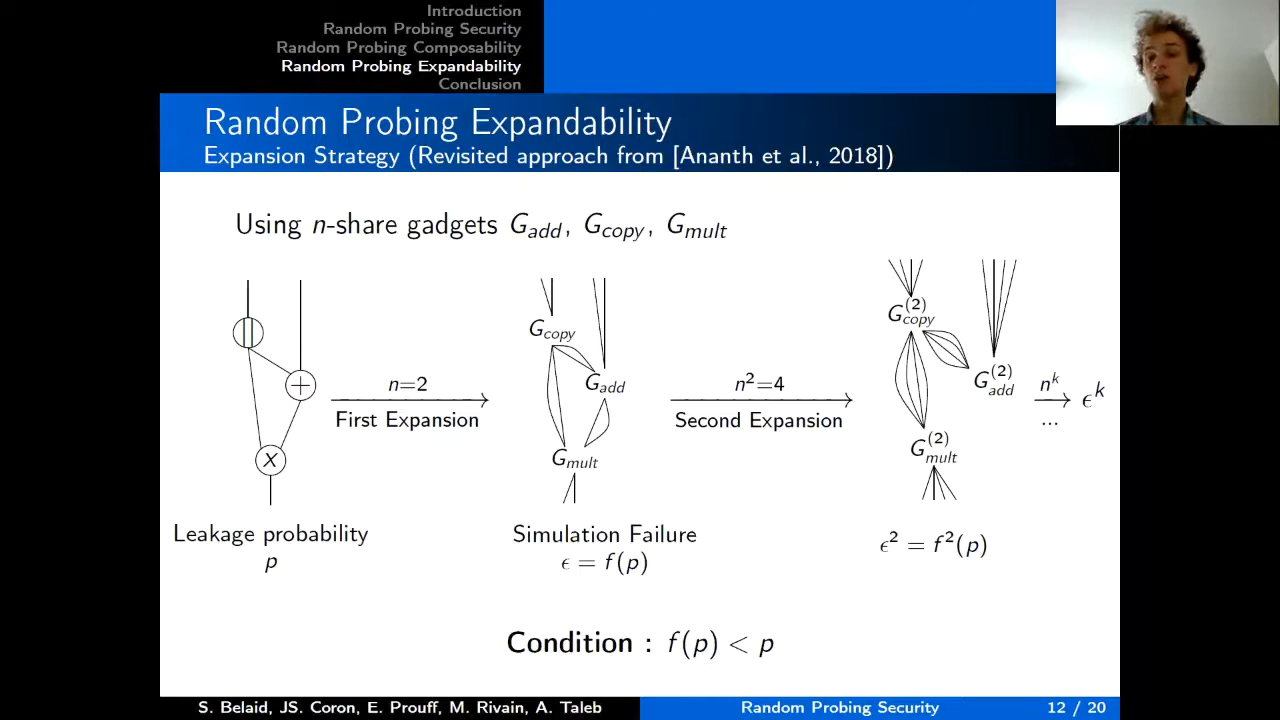 Introduction
Random Probing Security
Random Probing Composability
Random Probing Expandability
Conclusion
Random Probing Expandability
Expansion Strategy (Revisited approach from [Ananth et al., 2018])
Using n-share gadgets G_add, G_copy, G_mult
||
+
X
n=2
First Expansion
G_copy
G_add
G_mult
n²=4
Second Expansion
G_copy^(2)
G_add^(2)
G_mult^(2)
n^k
...
ϵ^k
Leakage probability
p
Simulation Failure
ϵ = f(p)
ϵ² = f²(p)
Condition : f(p) < p
S. Belaid, JS. Coron, E. Prouff, M. Rivain, A. Taleb
Random Probing Security
12 / 20